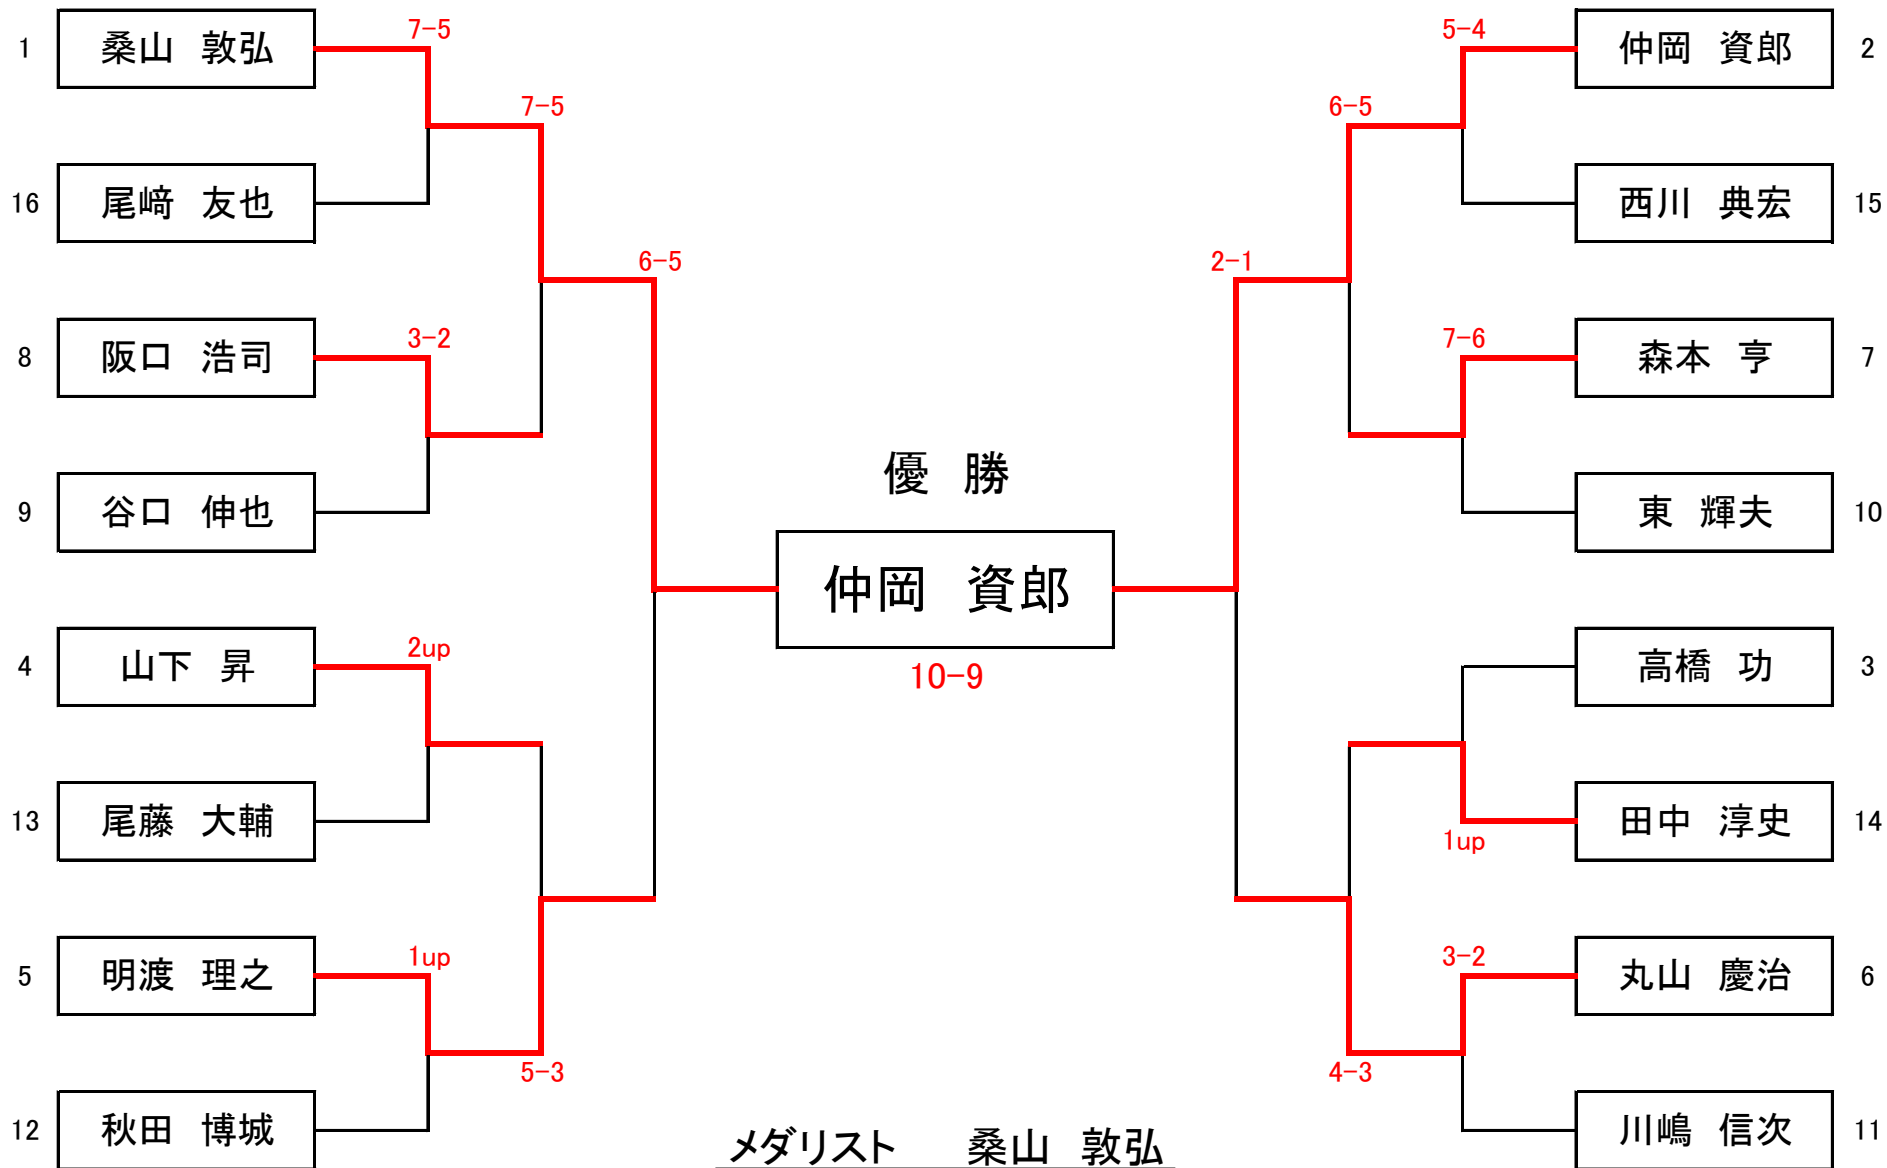 7-5
5-4
1 桑山 敦弘
仲岡 資郎 2
7-5
6-5
16 尾﨑 友也
西川 典宏 15
6-5
2-1
3-2
7-6
8 阪口 浩司
森本 亨 7
優 勝
9 谷口 伸也
東 輝夫 10
仲岡 資郎
10-9
2up
4 山下 昇
高橋 功 3
13 尾藤 大輔
田中 淳史 14
1up
1up
3-2
5 明渡 理之
丸山 慶治 6
5-3
4-3
12 秋田 博城
川嶋 信次 11
メダリスト 桑山 敦弘